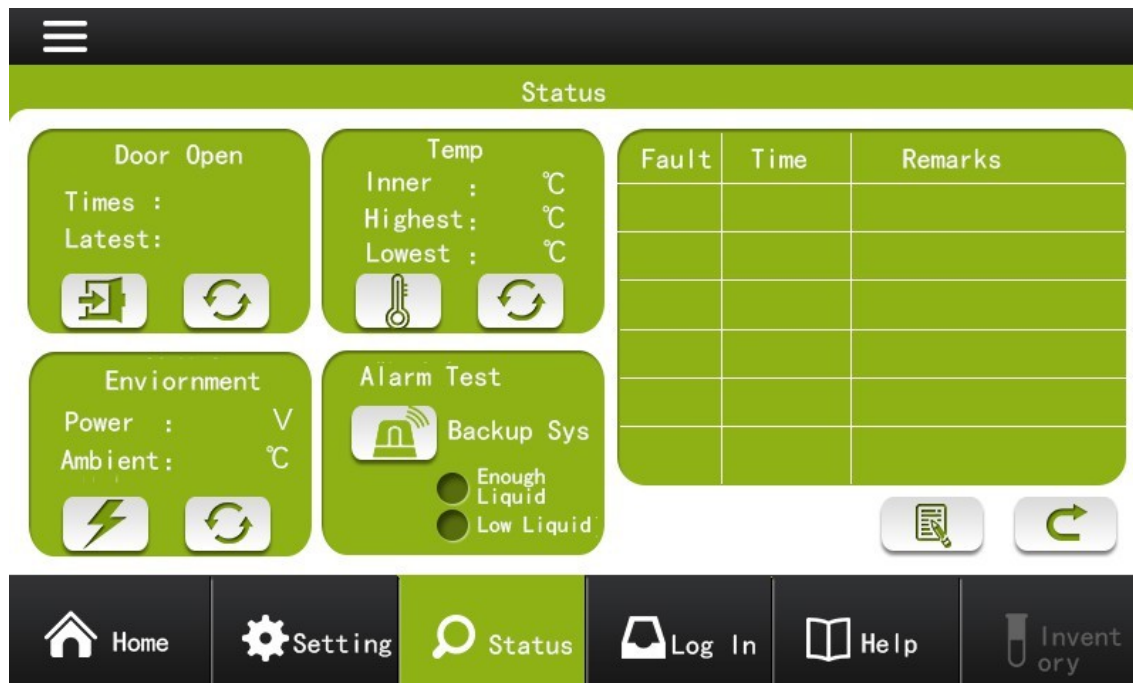 Status
Door Open
Times :
Latest:
Temp
Inner : ℃
Highest: ℃
Lowest : ℃
Fault Time Remarks
Enviornment
Power : V
Ambient: ℃
Alarm Test
Backup Sys
Enough
Liquid
Low Liquid
Home
Setting
Status
Log In
Help
Invent
ory